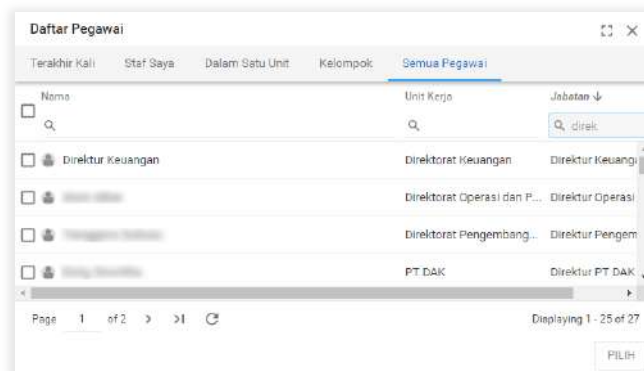 Daftar Pegawai
Terakhir Kali Staf Saya Dalam Satu Unit Kelompok Semua Pegawai
Nama Unit Kerja Jabatan ↓
direk
Direktur Keuangan Direktorat Keuangan Direktur Keuanga
Direktorat Operasi dan P... Direktur Operasi
Direktorat Pengembang... Direktur Pengem
PT DAK Direktur PT DAK
Page 1 of 2 Displaying 1 - 25 of 27
PILIH